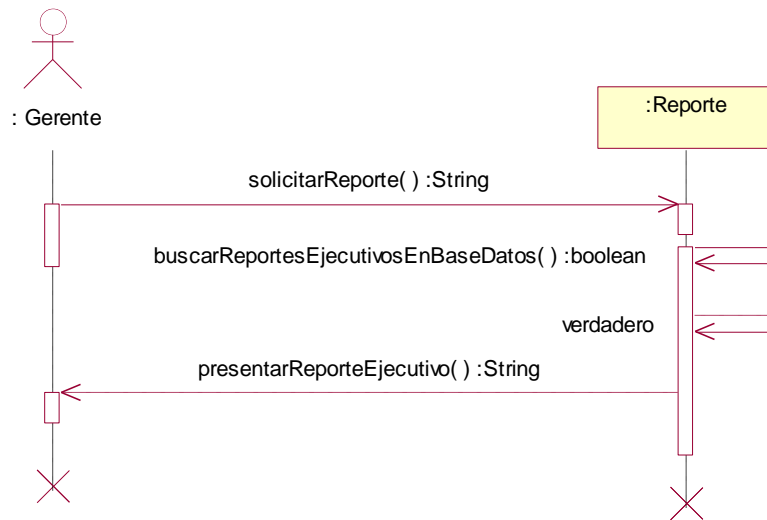 : Gerente
:Reporte
solicitarReporte( ) :String
buscarReportesEjecutivosEnBaseDatos( ) :boolean
verdadero
presentarReporteEjecutivo( ) :String